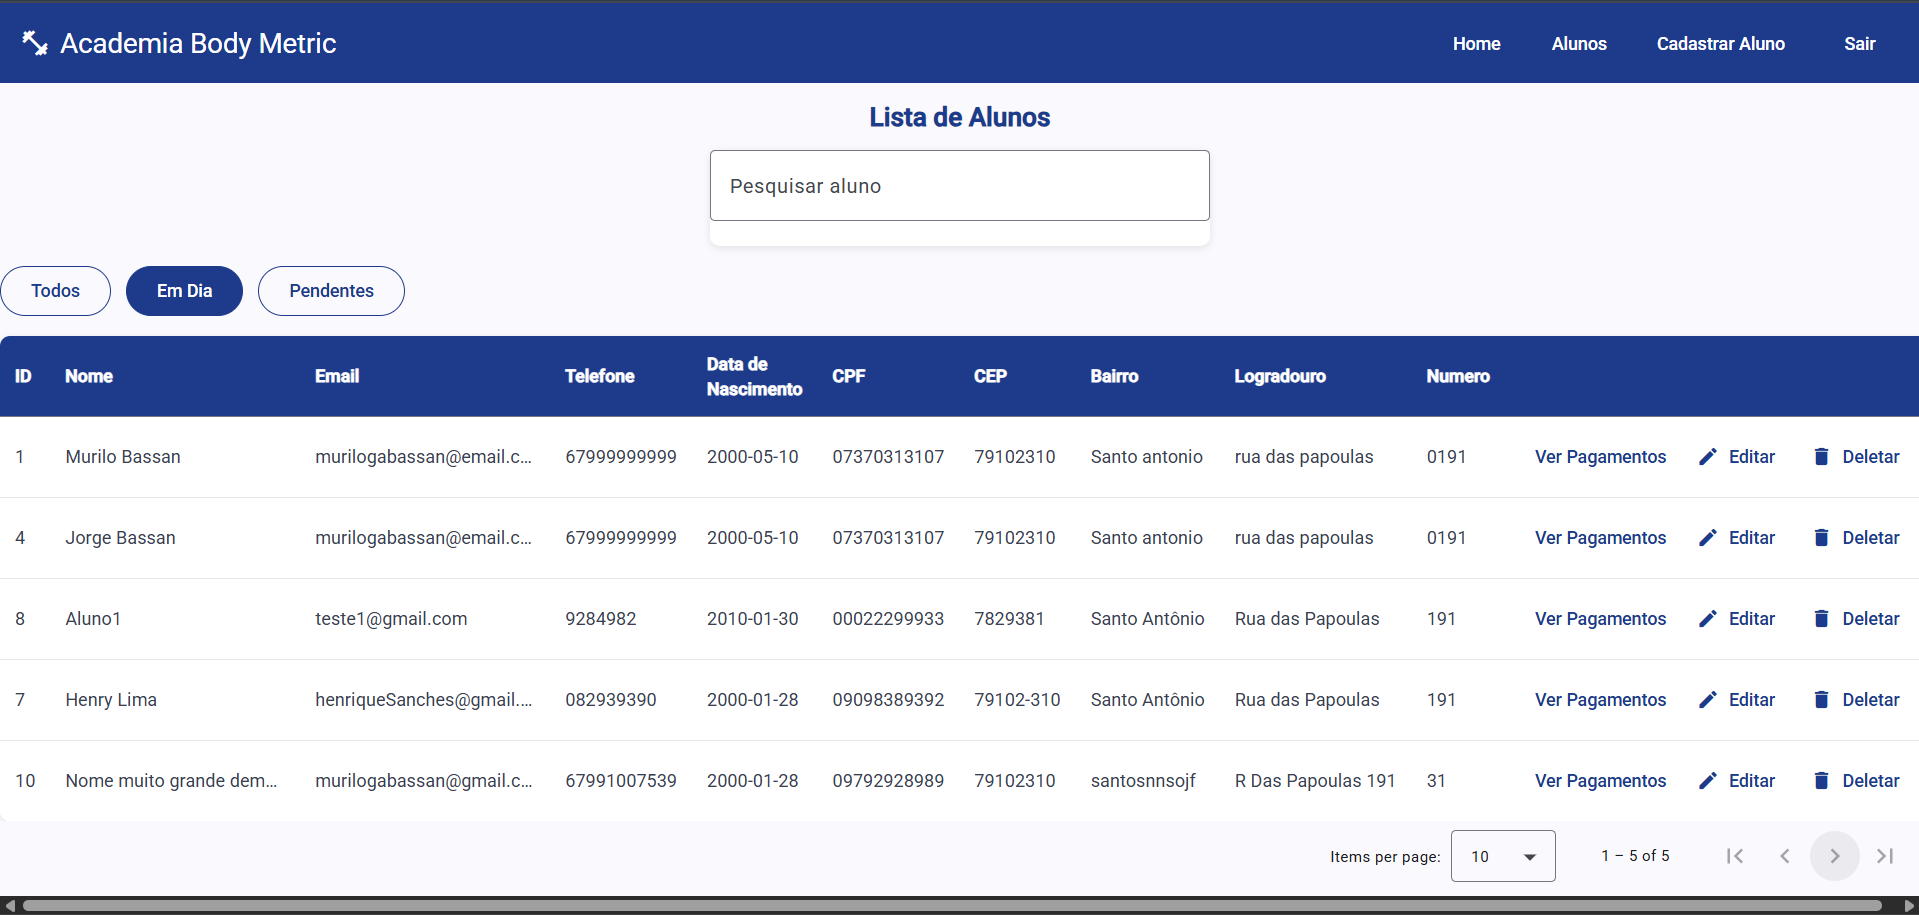 Academia Body Metric
Home Alunos Cadastrar Aluno Sair
Lista de Alunos
Pesquisar aluno
Todos Em Dia Pendentes
ID Nome Email Telefone Data de Nascimento CPF CEP Bairro Logradouro Numero
1 Murilo Bassan murilogabassan@email.c... 67999999999 2000-05-10 07370313107 79102310 Santo antonio rua das papoulas 0191 Ver Pagamentos Editar Deletar
4 Jorge Bassan murilogabassan@email.c... 67999999999 2000-05-10 07370313107 79102310 Santo antonio rua das papoulas 0191 Ver Pagamentos Editar Deletar
8 Aluno1 teste1@gmail.com 9284982 2010-01-30 00022299933 7829381 Santo Antônio Rua das Papoulas 191 Ver Pagamentos Editar Deletar
7 Henry Lima henriqueSanches@gmail.... 082939390 2000-01-28 09098389392 79102-310 Santo Antônio Rua das Papoulas 191 Ver Pagamentos Editar Deletar
10 Nome muito grande dem... murilogabassan@gmail.c... 67991007539 2000-01-28 09792928989 79102310 santosnnsojf R Das Papoulas 191 31 Ver Pagamentos Editar Deletar
Items per page: 10 1 – 5 of 5